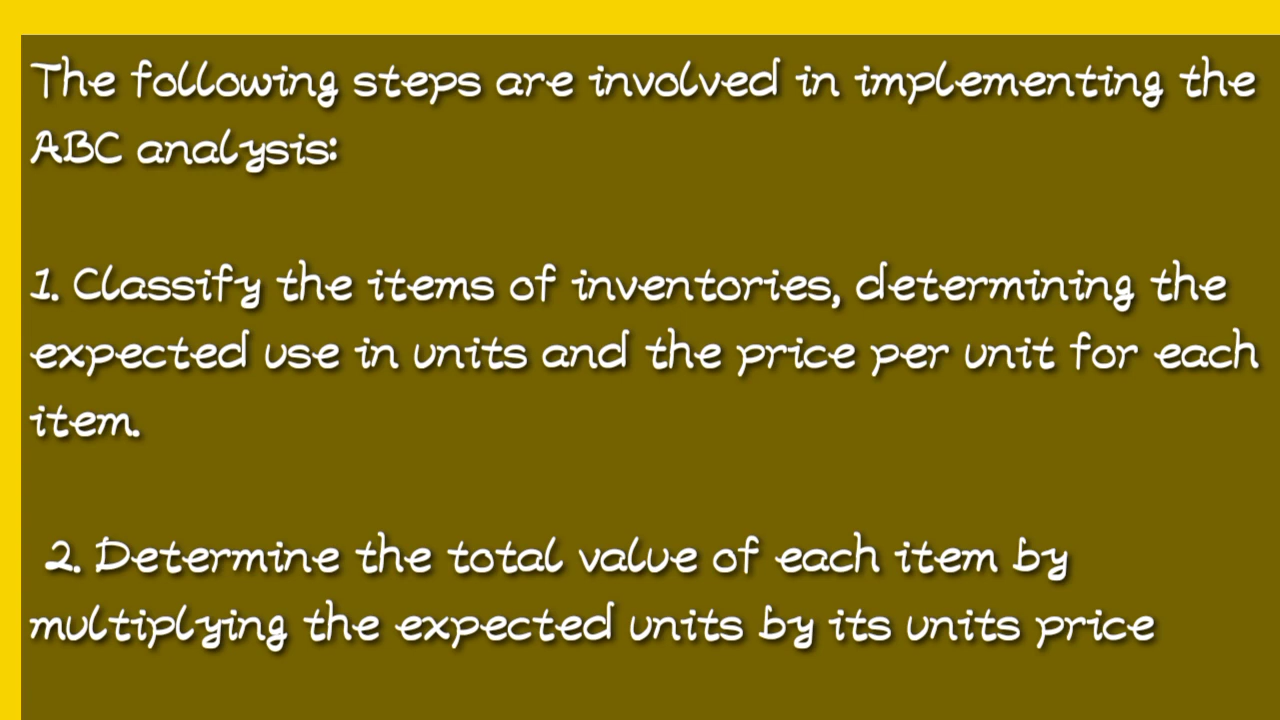 The following steps are involved in implementing the
ABC analysis:
1. Classify the items of inventories, determining the
expected use in units and the price per unit for each
item.
2. Determine the total value of each item by
multiplying the expected units by its units price